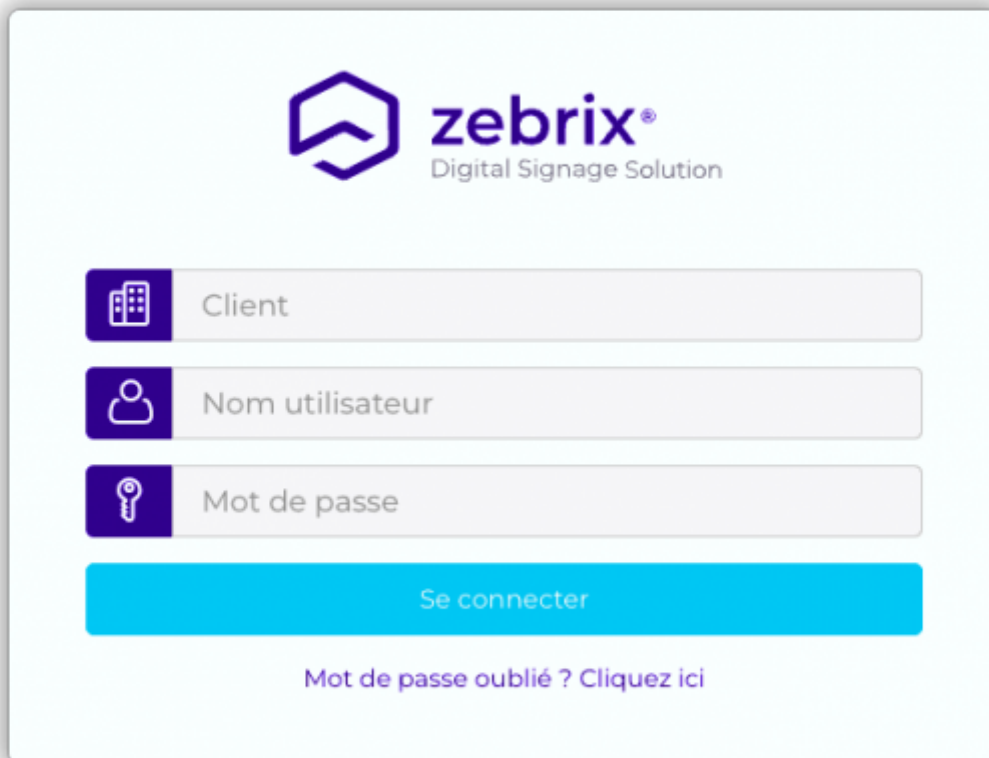 zebrix®
Digital Signage Solution
Client
Nom utilisateur
Mot de passe
Se connecter
Mot de passe oublié ? Cliquez ici